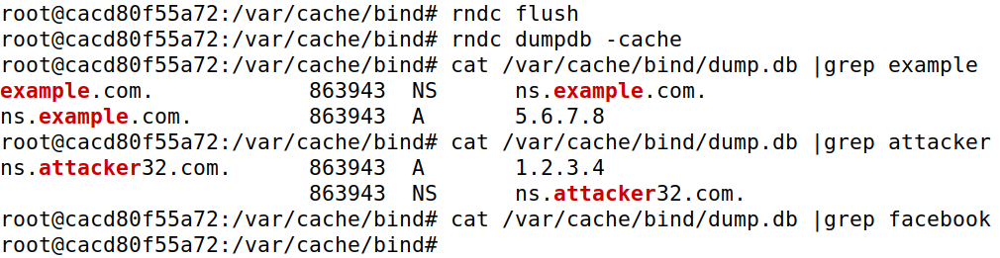 root@cacd80f55a72:/var/cache/bind# rndc flush
root@cacd80f55a72:/var/cache/bind# rndc dumpdb -cache
root@cacd80f55a72:/var/cache/bind# cat /var/cache/bind/dump.db |grep example
example.com.            863943  NS      ns.example.com.
ns.example.com.         863943  A       5.6.7.8
root@cacd80f55a72:/var/cache/bind# cat /var/cache/bind/dump.db |grep attacker
ns.attacker32.com.      863943  A       1.2.3.4
                        863943  NS      ns.attacker32.com.
root@cacd80f55a72:/var/cache/bind# cat /var/cache/bind/dump.db |grep facebook
root@cacd80f55a72:/var/cache/bind#